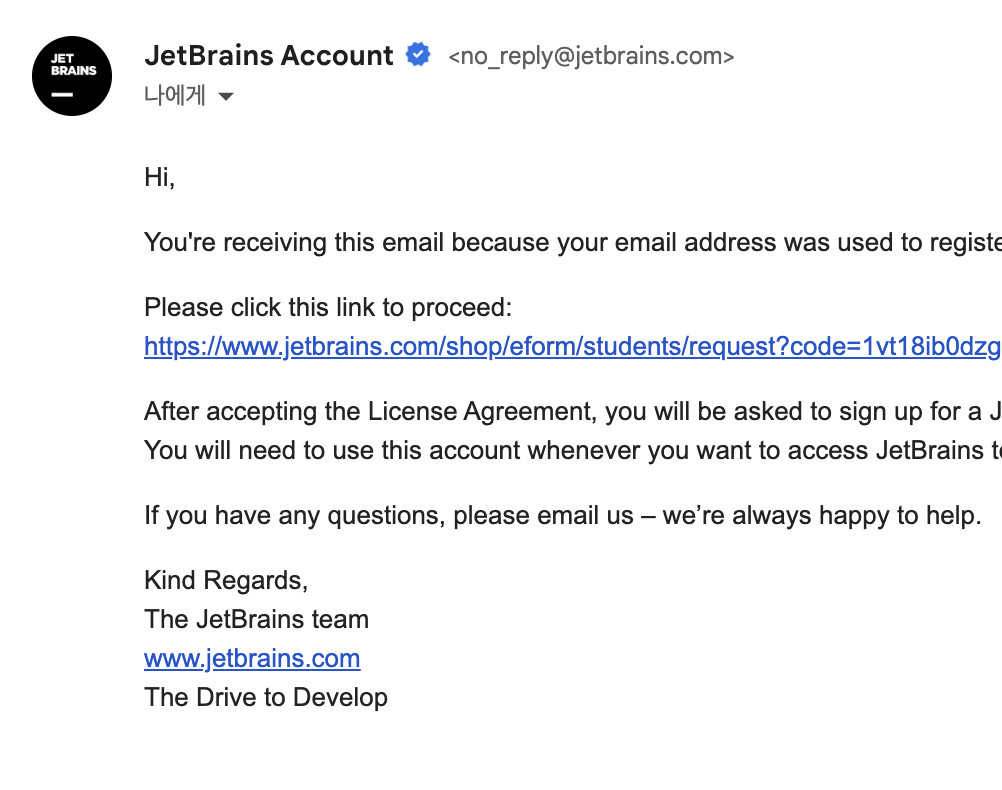 JET
BRAINS
JetBrains Account <no_reply@jetbrains.com>
나에게
Hi,
You're receiving this email because your email address was used to registe
Please click this link to proceed:
https://www.jetbrains.com/shop/eform/students/request?code=1vt18ib0dzg
After accepting the License Agreement, you will be asked to sign up for a J
You will need to use this account whenever you want to access JetBrains to
If you have any questions, please email us – we’re always happy to help.
Kind Regards,
The JetBrains team
www.jetbrains.com
The Drive to Develop